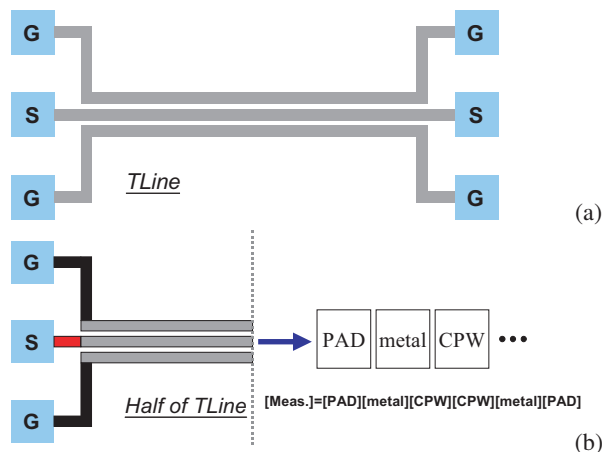 G G
S S
G G
TLine
(a)
G
S
G
PAD metal CPW •••
Half of TLine
[Meas.]=[PAD][metal][CPW][CPW][metal][PAD]
(b)